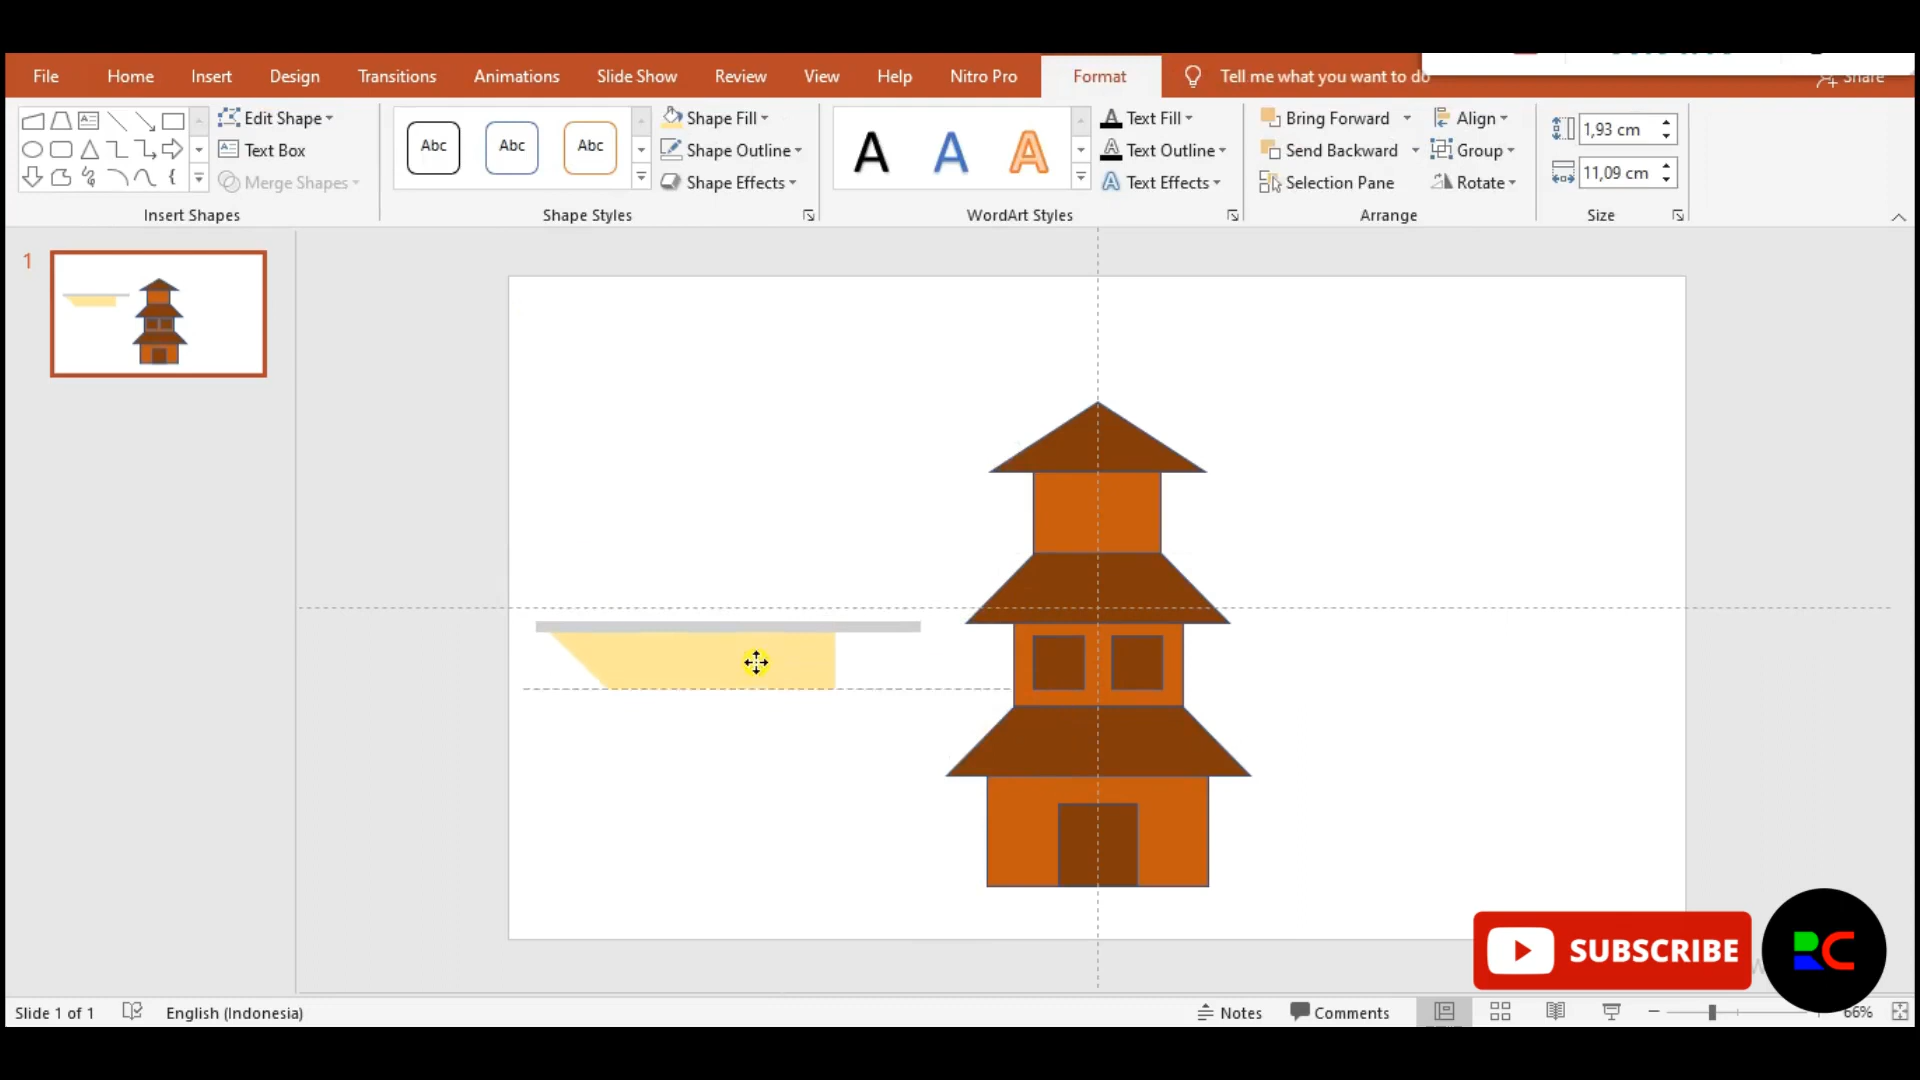 File Home Insert Design Transitions Animations Slide Show Review View Help Nitro Pro Format Tell me what you want to do Share
Edit Shape
Text Box
Merge Shapes
Insert Shapes
Abc Abc Abc
Shape Fill
Shape Outline
Shape Effects
Shape Styles
A A A
Text Fill
Text Outline
Text Effects
WordArt Styles
Bring Forward
Send Backward
Selection Pane
Align
Group
Rotate
Arrange
1,93 cm
11,09 cm
Size
1
SUBSCRIBE
RC
Slide 1 of 1 English (Indonesia) Notes Comments 66%